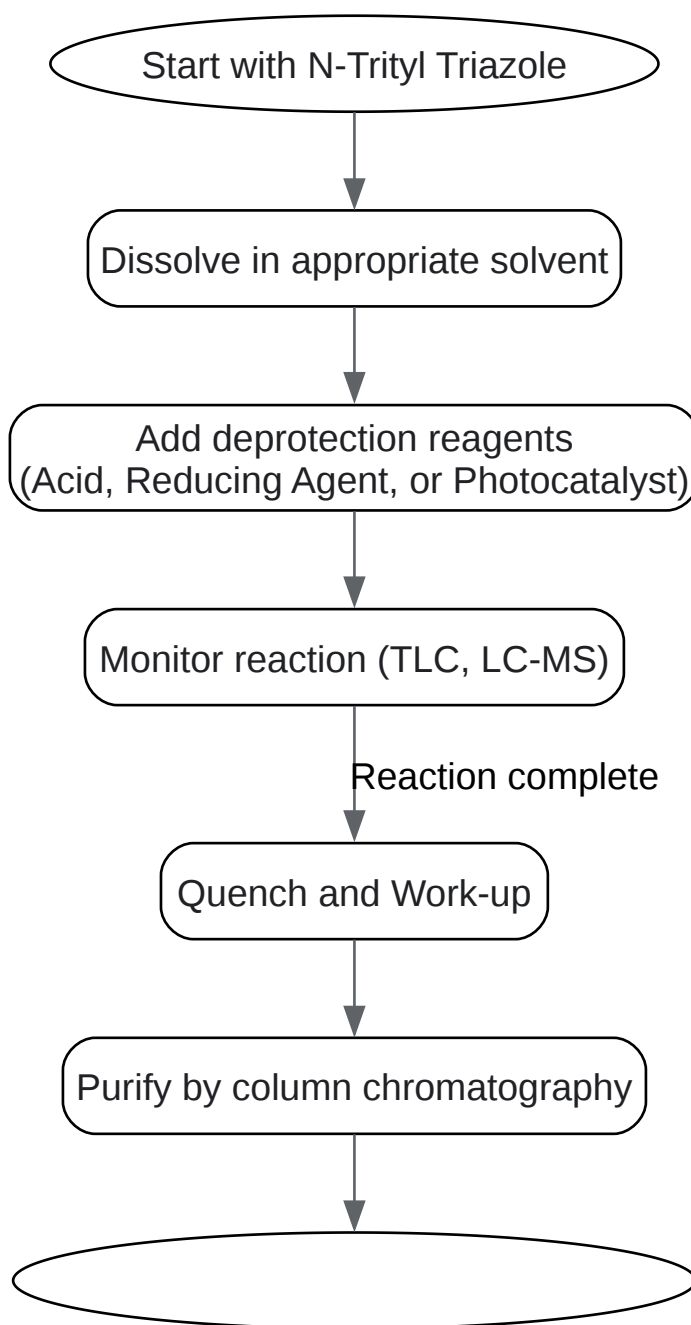 Start with N-Trityl Triazole
Dissolve in appropriate solvent
Add deprotection reagents
(Acid, Reducing Agent, or Photocatalyst)
Monitor reaction (TLC, LC-MS)
Reaction complete
Quench and Work-up
Purify by column chromatography